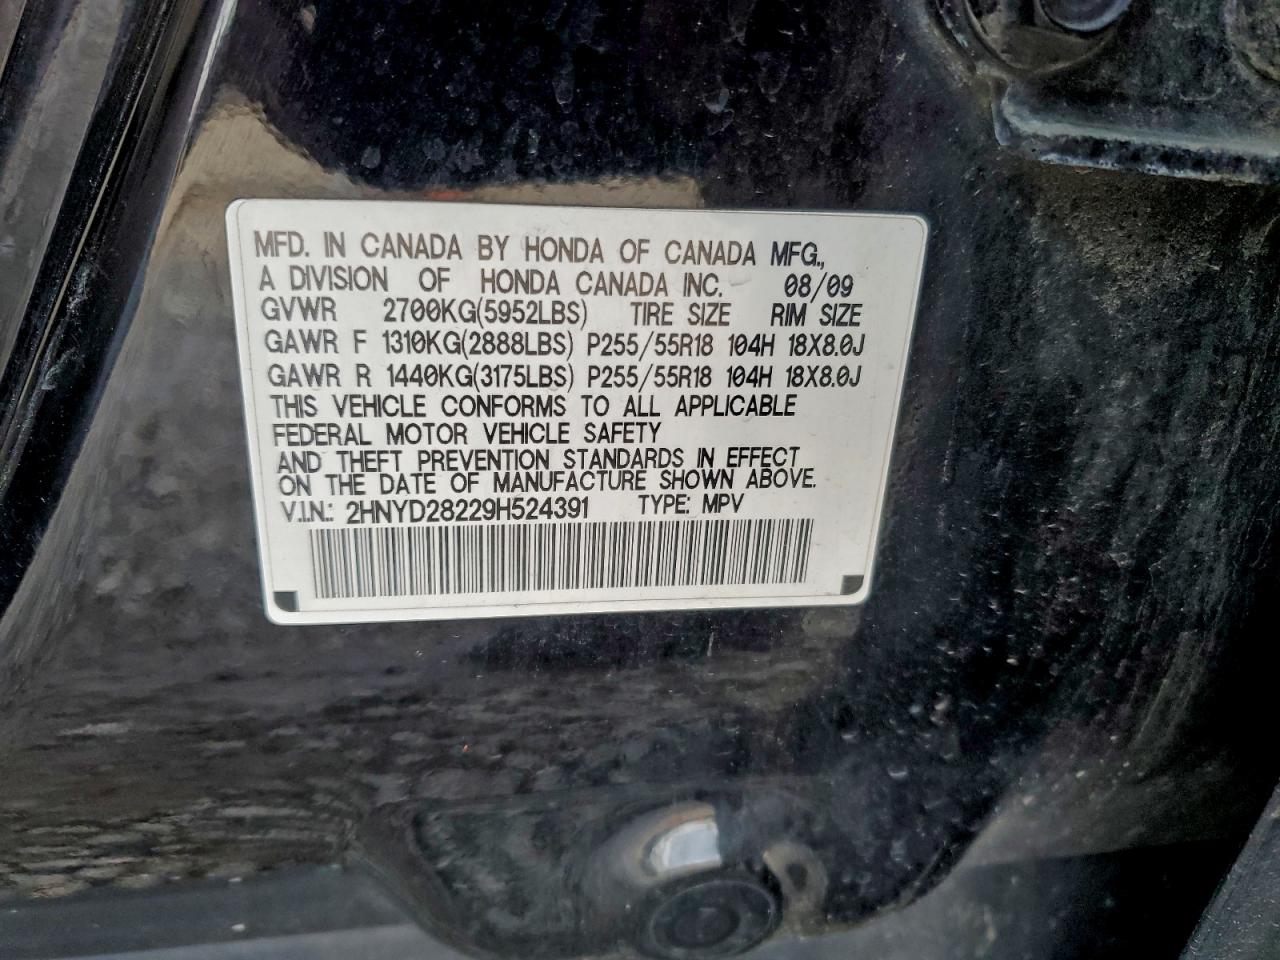 MFD. IN CANADA BY HONDA OF CANADA MFG.,
A DIVISION OF HONDA CANADA INC. 08/09
GVWR 2700KG(5952LBS) TIRE SIZE RIM SIZE
GAWR F 1310KG(2888LBS) P255/55R18 104H 18X8.0J
GAWR R 1440KG(3175LBS) P255/55R18 104H 18X8.0J
THIS VEHICLE CONFORMS TO ALL APPLICABLE
FEDERAL MOTOR VEHICLE SAFETY
AND THEFT PREVENTION STANDARDS IN EFFECT
ON THE DATE OF MANUFACTURE SHOWN ABOVE.
V.I.N.: 2HNYD28229H524391 TYPE: MPV